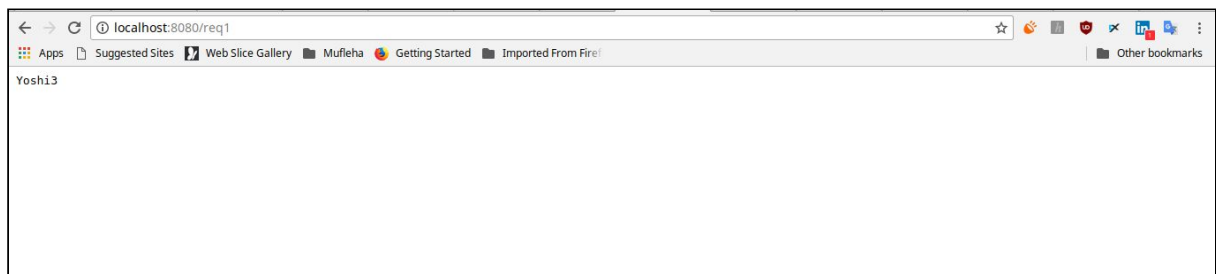 localhost:8080/req1
Apps Suggested Sites Web Slice Gallery Mufleha Getting Started Imported From Firef Other bookmarks
Yoshi3